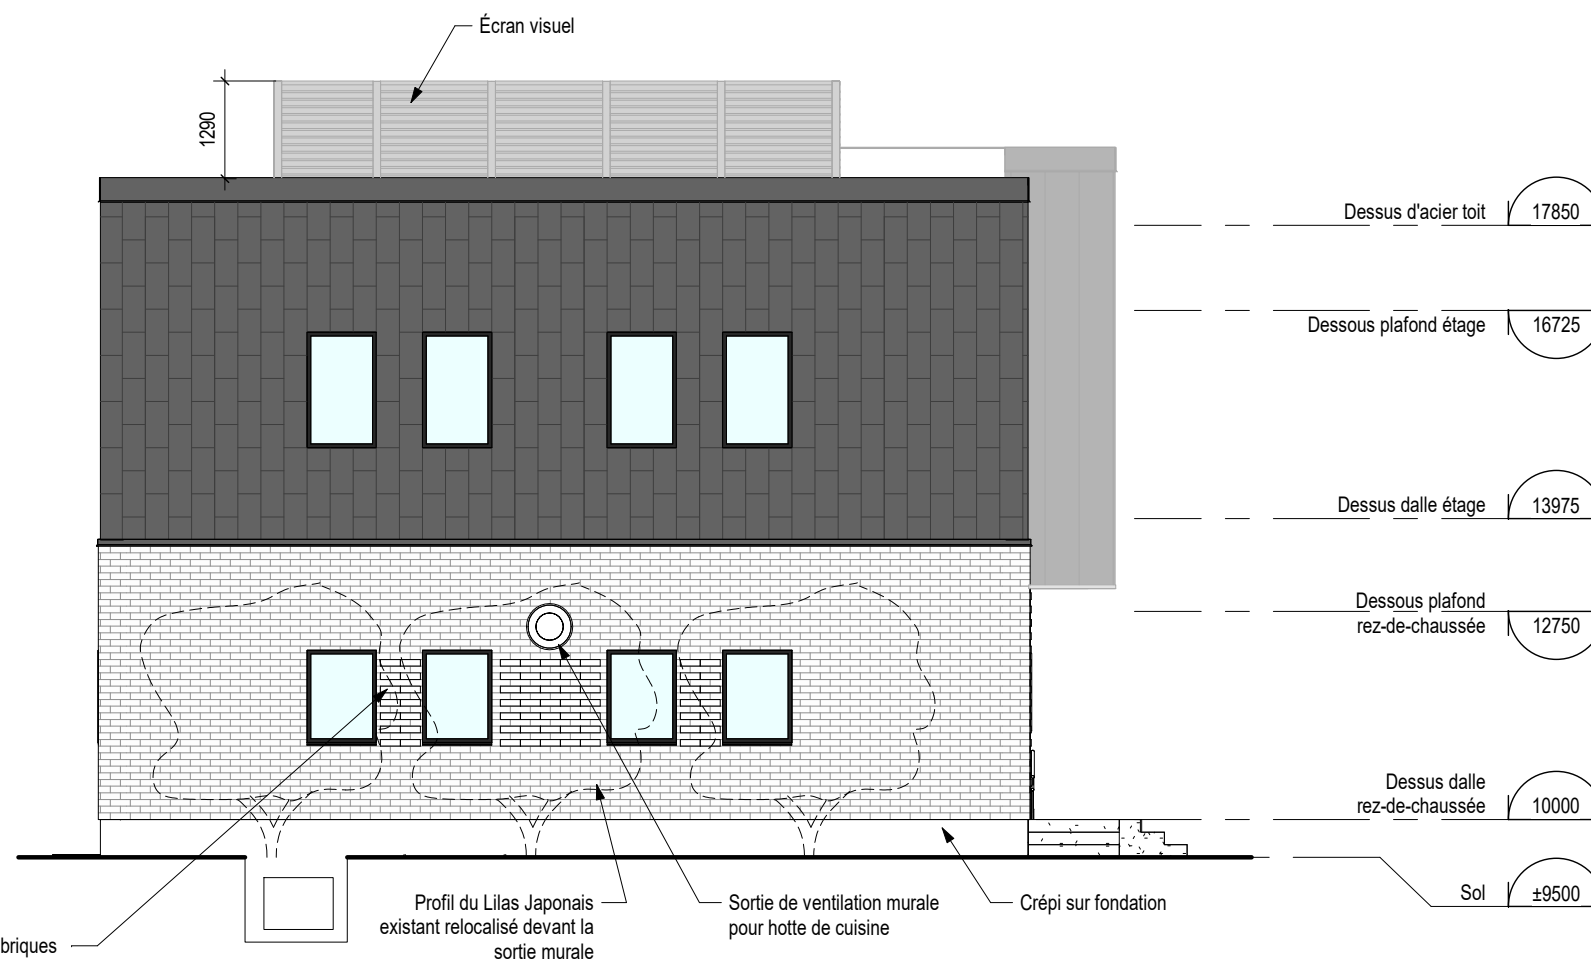 Écran visuel
1290
Dessus d'acier toit 17850
Dessous plafond étage 16725
Dessus dalle étage 13975
Dessous plafond
rez-de-chaussée 12750
Dessus dalle
rez-de-chaussée 10000
Sol ±9500
Profil du Lilas Japonais
existant relocalisé devant la
sortie murale
Sortie de ventilation murale
pour hotte de cuisine
Crépi sur fondation
briques